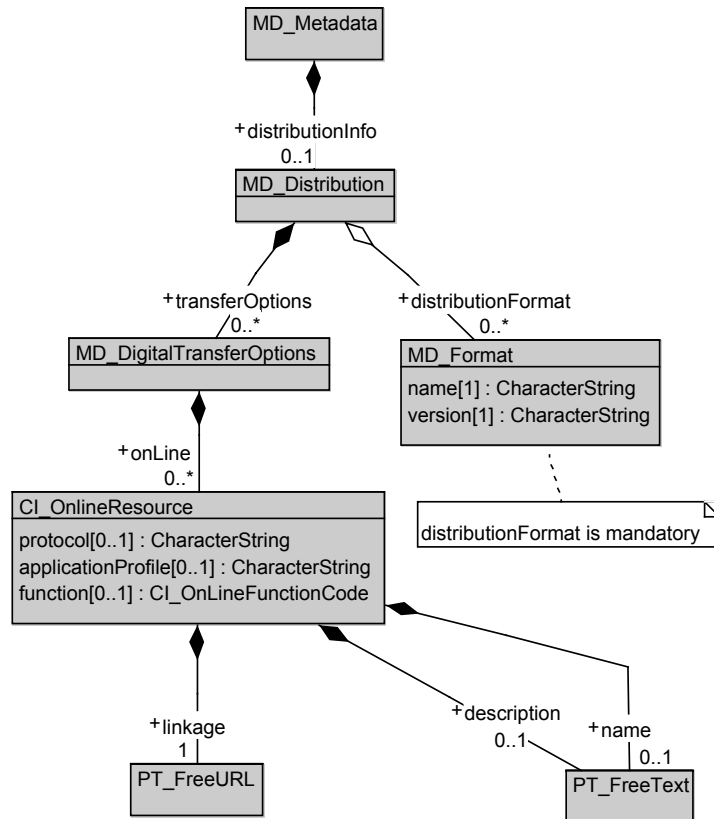 MD_Metadata
+distributionInfo
0..1
MD_Distribution
+transferOptions
0..*
+distributionFormat
0..*
MD_DigitalTransferOptions
MD_Format
name[1] : CharacterString
version[1] : CharacterString
+onLine
0..*
CI_OnlineResource
protocol[0..1] : CharacterString
applicationProfile[0..1] : CharacterString
function[0..1] : CI_OnLineFunctionCode
distributionFormat is mandatory
+linkage
1
+description
0..1
+name
0..1
PT_FreeURL
PT_FreeText